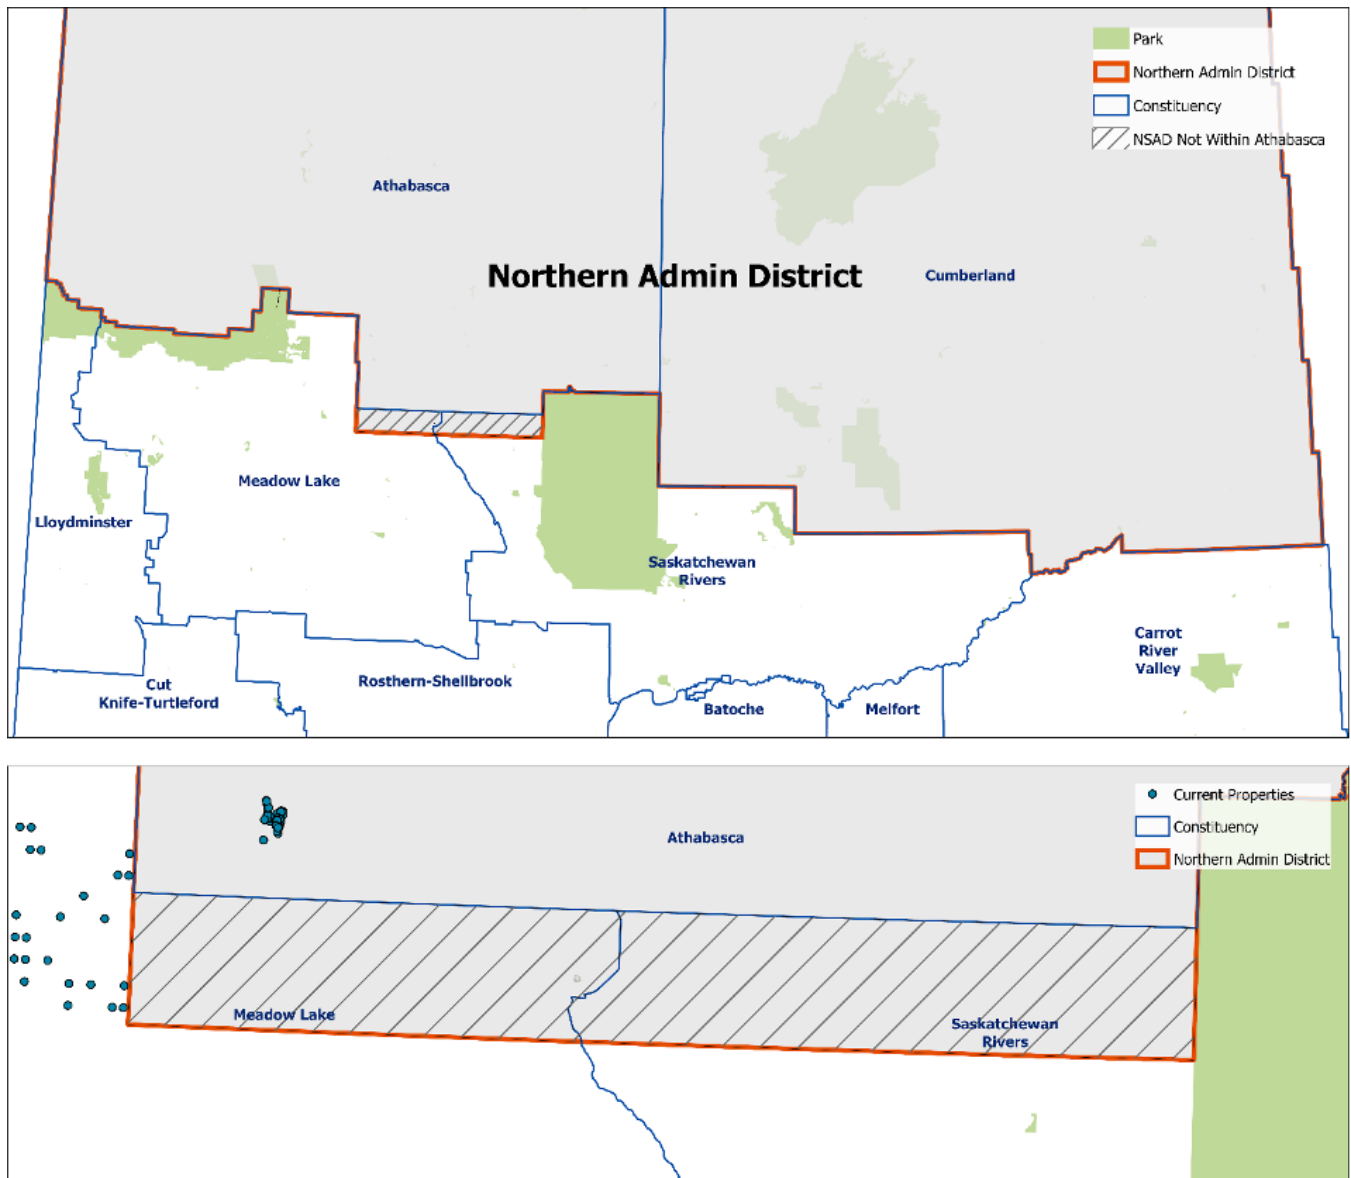 Park
Northern Admin District
Constituency
NSAD Not Within Athabasca
Athabasca
Northern Admin District
Cumberland
Meadow Lake
Lloydminster
Saskatchewan
Rivers
Carrot
River
Valley
Cut
Knife-Turtleford
Rosthern-Shellbrook
Batoche
Melfort
Current Properties
Constituency
Northern Admin District
Athabasca
Meadow Lake
Saskatchewan
Rivers